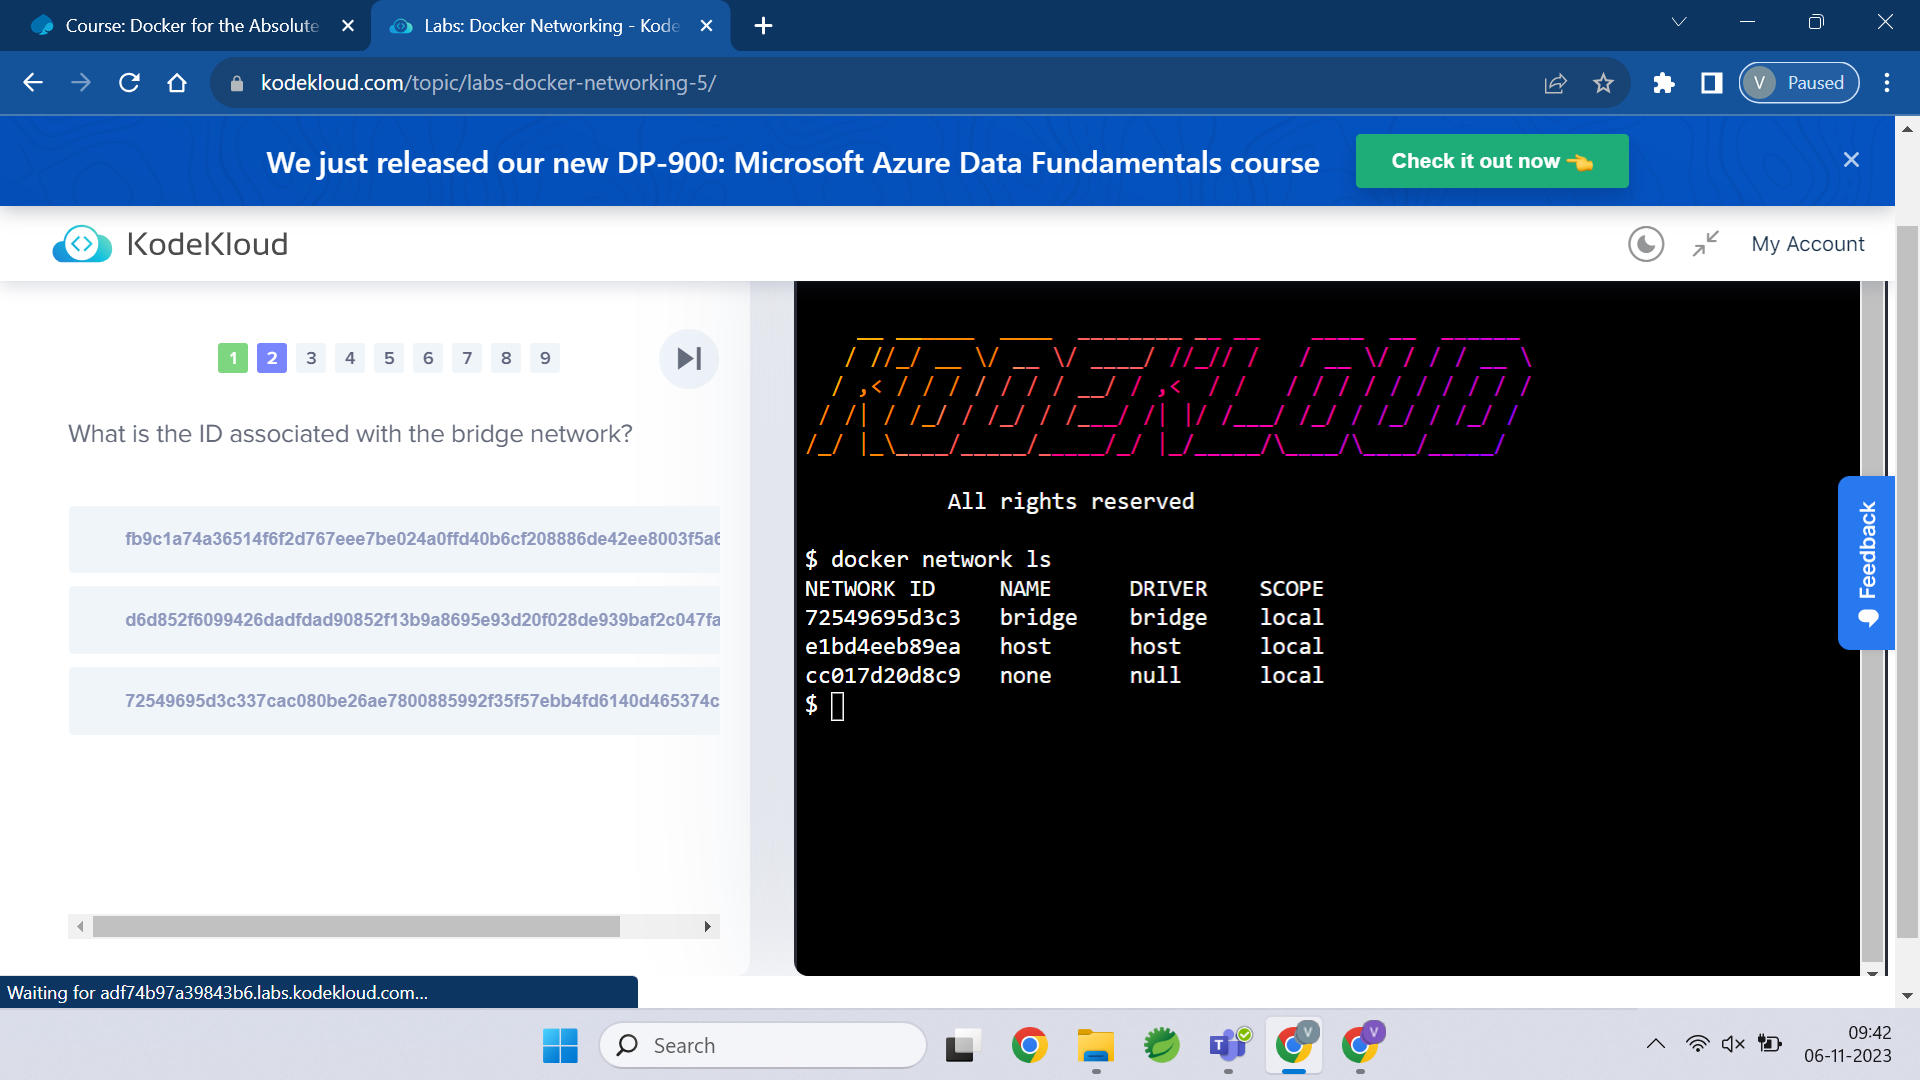 Course: Docker for the Absolute
Labs: Docker Networking - Kode
kodekloud.com/topic/labs-docker-networking-5/
V Paused
We just released our new DP-900: Microsoft Azure Data Fundamentals course
Check it out now 👈
KodeKloud
My Account
1 2 3 4 5 6 7 8 9
What is the ID associated with the bridge network?
fb9c1a74a36514f6f2d767eee7be024a0ffd40b6cf208886de42ee8003f5a6
d6d852f6099426dadfdad90852f13b9a8695e93d20f028de939baf2c047fa
72549695d3c337cac080be26ae7800885992f35f57ebb4fd6140d465374c
KODEKLOUD
All rights reserved
$ docker network ls
NETWORK ID NAME DRIVER SCOPE
72549695d3c3 bridge bridge local
e1bd4eeb89ea host host local
cc017d20d8c9 none null local
$
Feedback
Waiting for adf74b97a39843b6.labs.kodekloud.com...
Search
T
V
V
09:42
06-11-2023